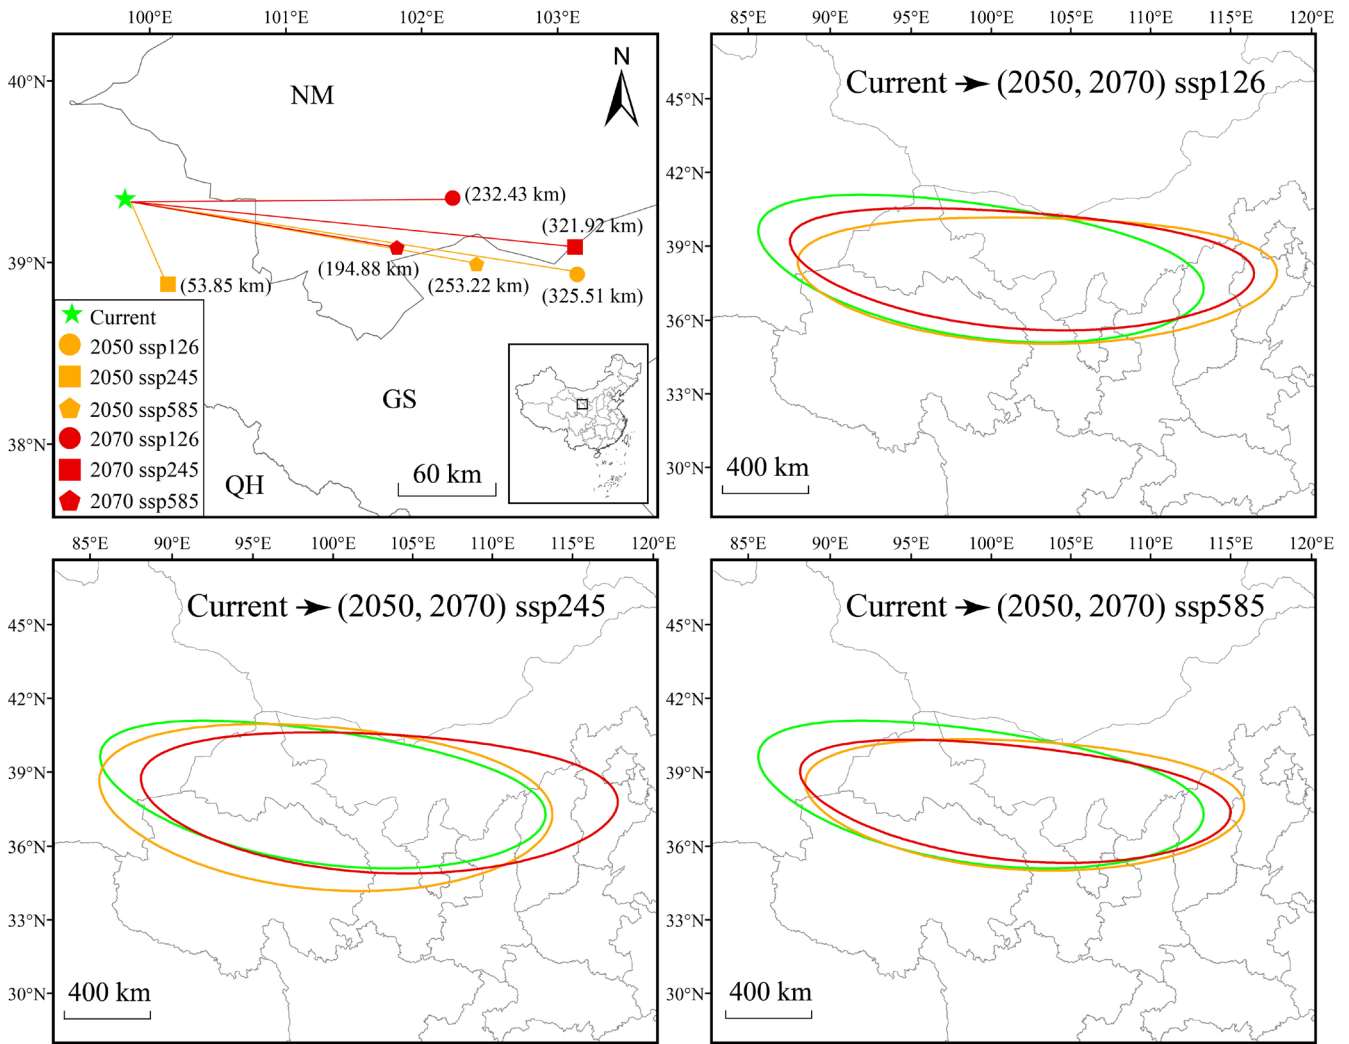 100°E 101°E 102°E 103°E
40°N
39°N
38°N
NM
N
(232.43 km)
(321.92 km)
(194.88 km)
(53.85 km)
(253.22 km)
(325.51 km)
Current
2050 ssp126
2050 ssp245
2050 ssp585
2070 ssp126
2070 ssp245
2070 ssp585
GS
QH
60 km
85°E 90°E 95°E 100°E 105°E 110°E 115°E 120°E
Current (2050, 2070) ssp126
45°N
42°N
39°N
36°N
33°N
30°N
400 km
85°E 90°E 95°E 100°E 105°E 110°E 115°E 120°E
Current (2050, 2070) ssp245
45°N
42°N
39°N
36°N
33°N
30°N
400 km
85°E 90°E 95°E 100°E 105°E 110°E 115°E 120°E
Current (2050, 2070) ssp585
45°N
42°N
39°N
36°N
33°N
30°N
400 km